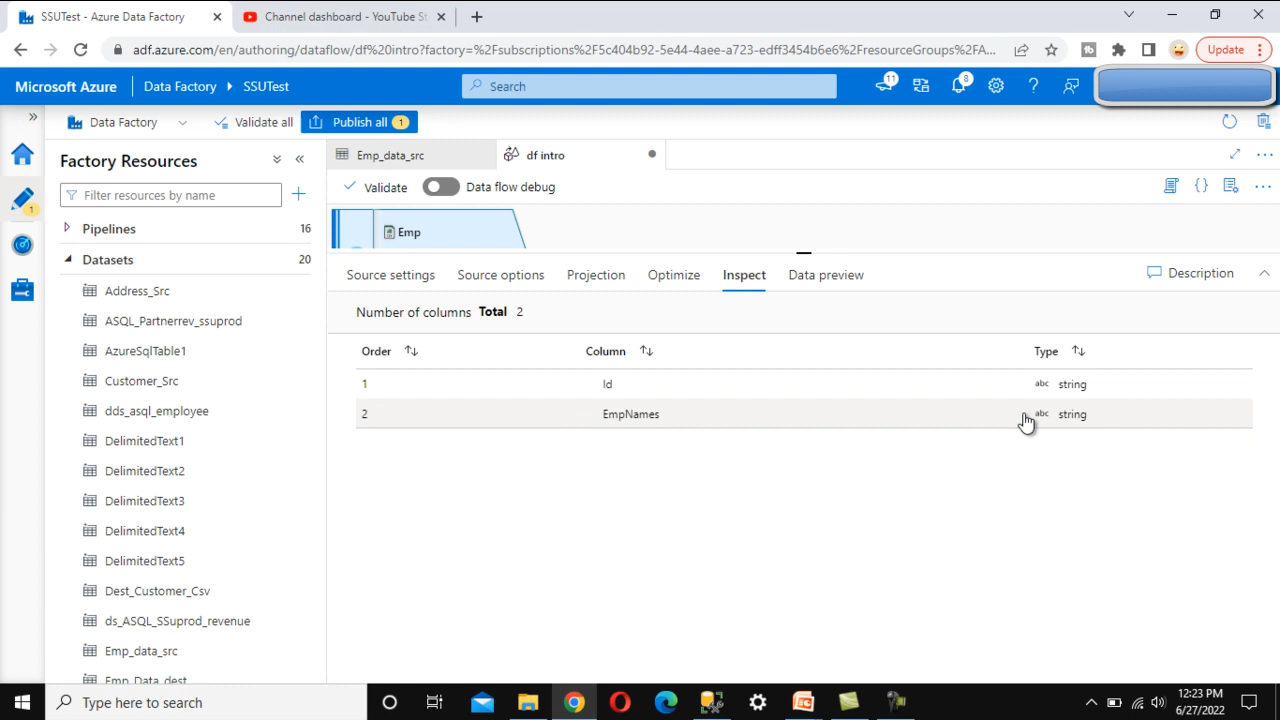 SSUTest - Azure Data Factory
Channel dashboard - YouTube St
adf.azure.com/en/authoring/dataflow/df%20intro?factory=%2Fsubscriptions%2F5c404b92-5e44-4aee-a723-edff3454b6e6%2FresourceGroups%2FA...
Update
Microsoft Azure
Data Factory
SSUTest
Search
11
8
Data Factory
Validate all
Publish all 1
Factory Resources
Filter resources by name
1
Pipelines 16
Datasets 20
Address_Src
ASQL_Partnerrev_ssuprod
AzureSqlTable1
Customer_Src
dds_asql_employee
DelimitedText1
DelimitedText2
DelimitedText3
DelimitedText4
DelimitedText5
Dest_Customer_Csv
ds_ASQL_SSuprod_revenue
Emp_data_src
Emp_Data_dest
Emp_data_src
df intro
Validate
Data flow debug
Emp
Source settings
Source options
Projection
Optimize
Inspect
Data preview
Description
Number of columns Total 2
Order Column Type
1 Id abc string
2 EmpNames abc string
Type here to search
12:23 PM
6/27/2022